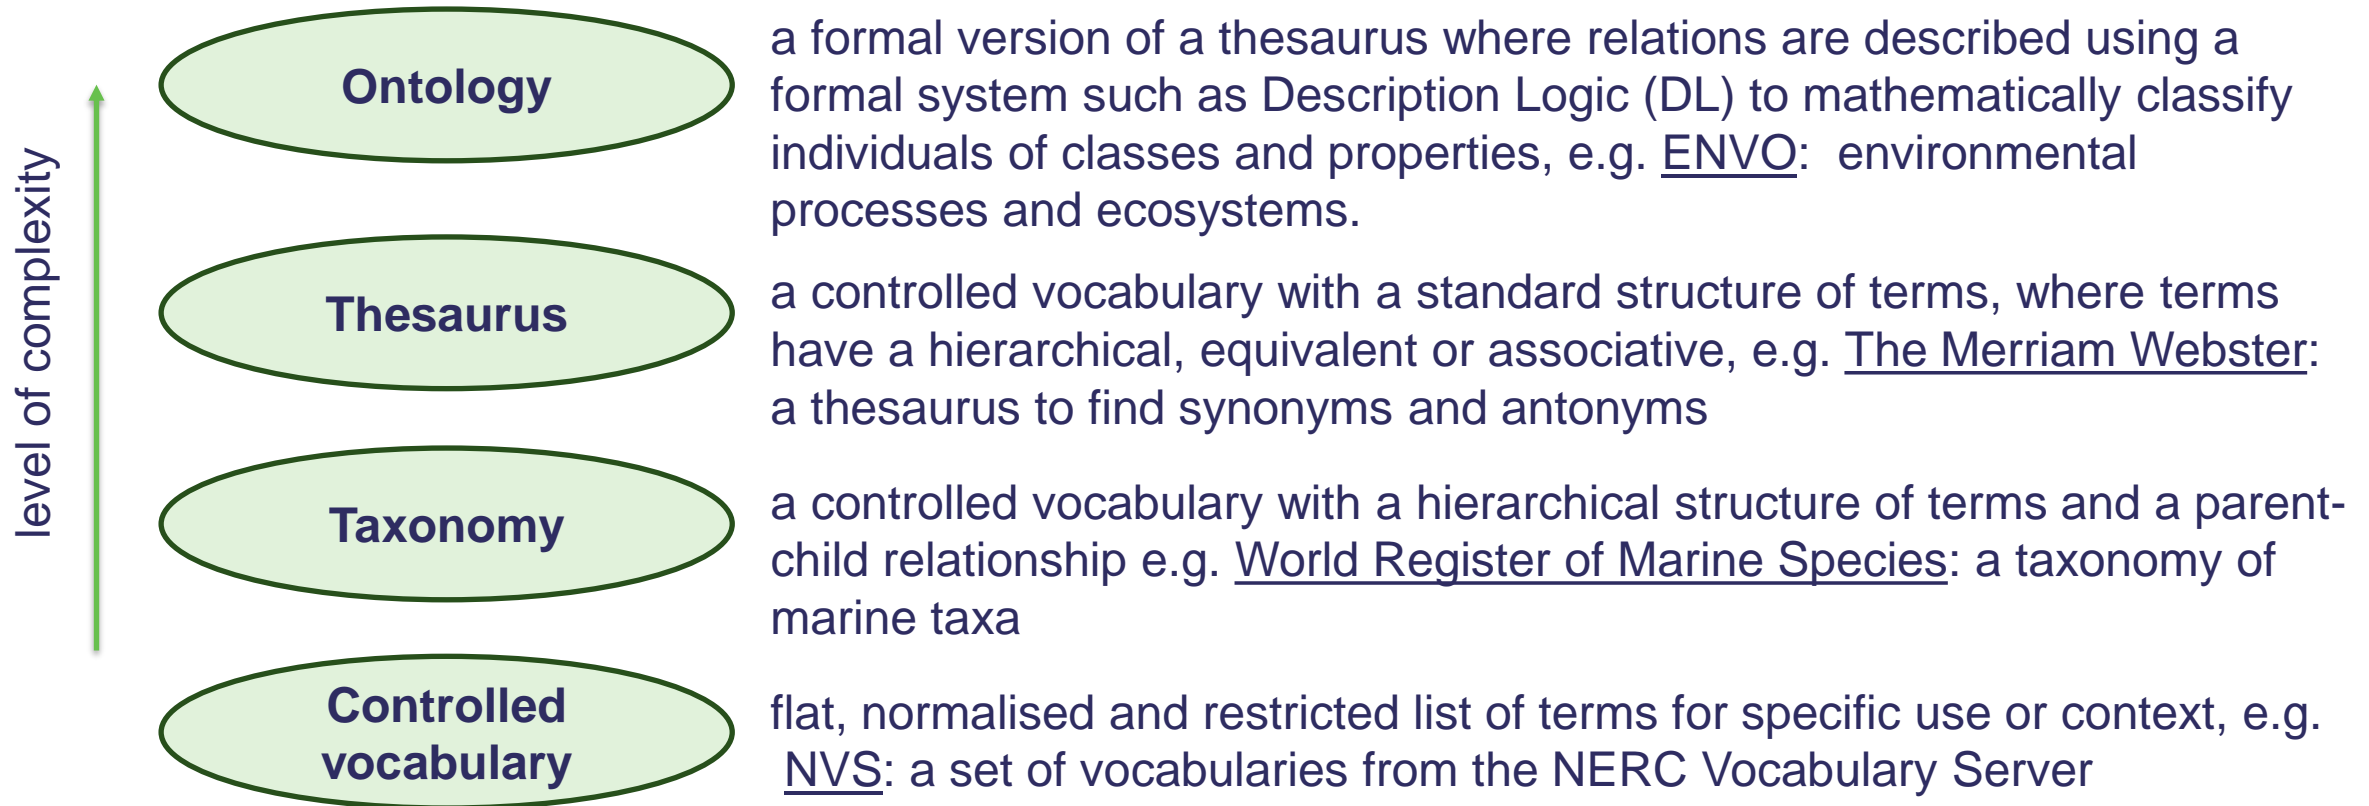 level of complexity
Ontology
a formal version of a thesaurus where relations are described using a
formal system such as Description Logic (DL) to mathematically classify
individuals of classes and properties, e.g. ENVO:  environmental
processes and ecosystems.
Thesaurus
a controlled vocabulary with a standard structure of terms, where terms
have a hierarchical, equivalent or associative, e.g. The Merriam Webster:
a thesaurus to find synonyms and antonyms
Taxonomy
a controlled vocabulary with a hierarchical structure of terms and a parent-
child relationship e.g. World Register of Marine Species: a taxonomy of
marine taxa
Controlled
vocabulary
flat, normalised and restricted list of terms for specific use or context, e.g.
NVS: a set of vocabularies from the NERC Vocabulary Server